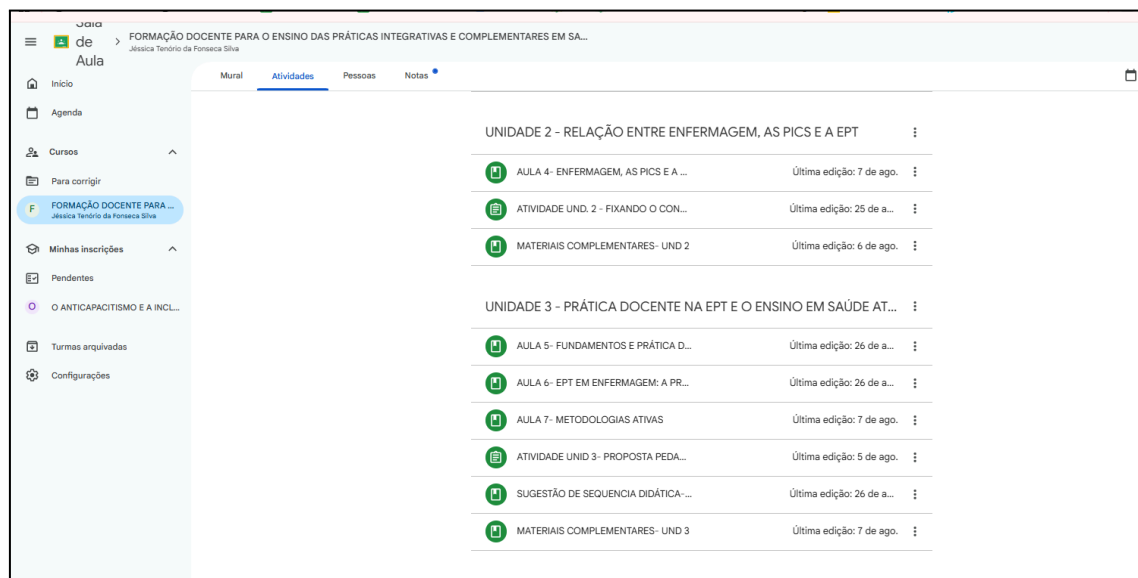 Sala de Aula
FORMAÇÃO DOCENTE PARA O ENSINO DAS PRÁTICAS INTEGRATIVAS E COMPLEMENTARES EM SA...
Jéssica Tenório da Fonseca Silva
Início
Agenda
Cursos
Para corrigir
F
FORMAÇÃO DOCENTE PARA ...
Jéssica Tenório da Fonseca Silva
Minhas inscrições
Pendentes
O
O ANTICAPACITISMO E A INCL...
Turmas arquivadas
Configurações
Mural Atividades Pessoas Notas
UNIDADE 2 - RELAÇÃO ENTRE ENFERMAGEM, AS PICS E A EPT
AULA 4- ENFERMAGEM, AS PICS E A ... Última edição: 7 de ago.
ATIVIDADE UND. 2 - FIXANDO O CON... Última edição: 25 de a...
MATERIAIS COMPLEMENTARES- UND 2 Última edição: 6 de ago.
UNIDADE 3 - PRÁTICA DOCENTE NA EPT E O ENSINO EM SAÚDE AT...
AULA 5- FUNDAMENTOS E PRÁTICA D... Última edição: 26 de a...
AULA 6- EPT EM ENFERMAGEM: A PR... Última edição: 26 de a...
AULA 7- METODOLOGIAS ATIVAS Última edição: 7 de ago.
ATIVIDADE UNID 3- PROPOSTA PEDA... Última edição: 5 de ago.
SUGESTÃO DE SEQUENCIA DIDÁTICA-... Última edição: 26 de a...
MATERIAIS COMPLEMENTARES- UND 3 Última edição: 7 de ago.